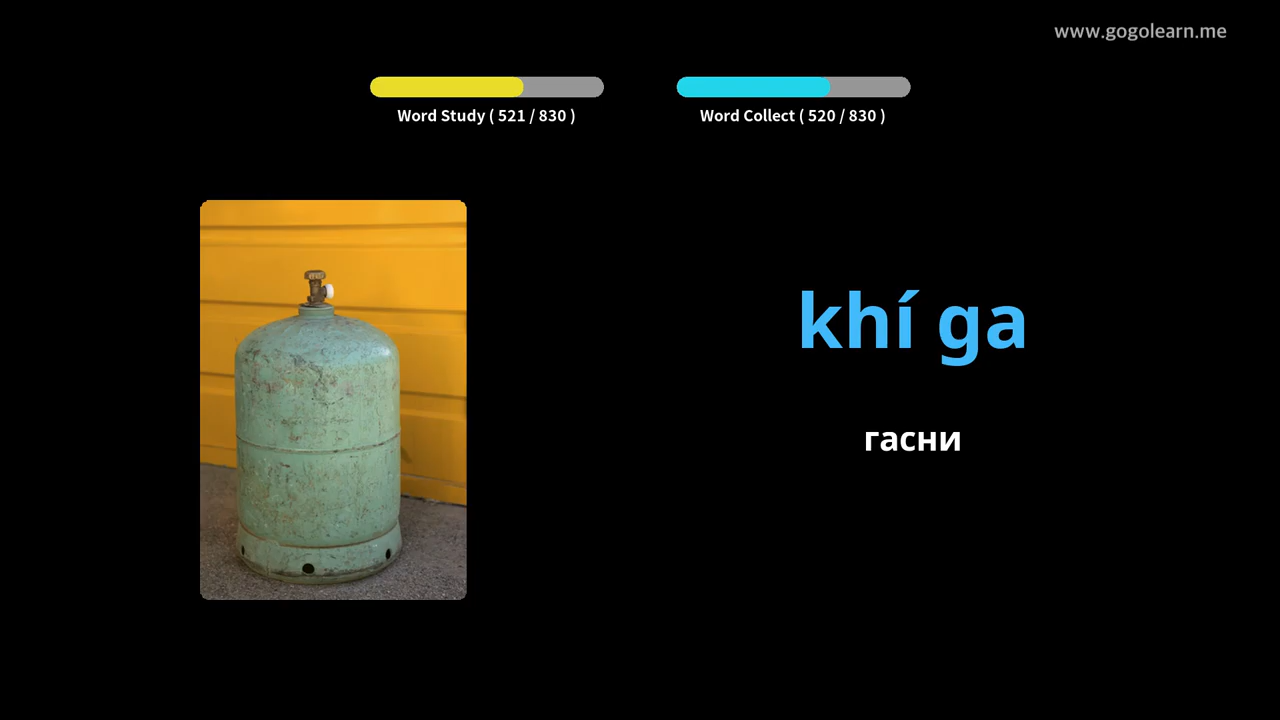 www.gogolearn.me
Word Study ( 521 / 830 )
Word Collect ( 520 / 830 )
khí ga
гасни